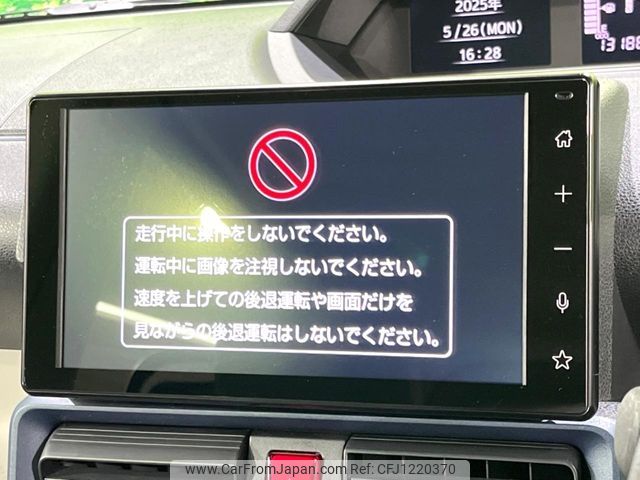 2025年
5/26(MON)
16:28
E
走行中に操作をしないでください。
運転中に画像を注視しないでください。
速度を上げての後退運転や画面だけを
見ながらの後退運転はしないでください。
www.CarFromJapan.com
Car ID: CFJ1220370